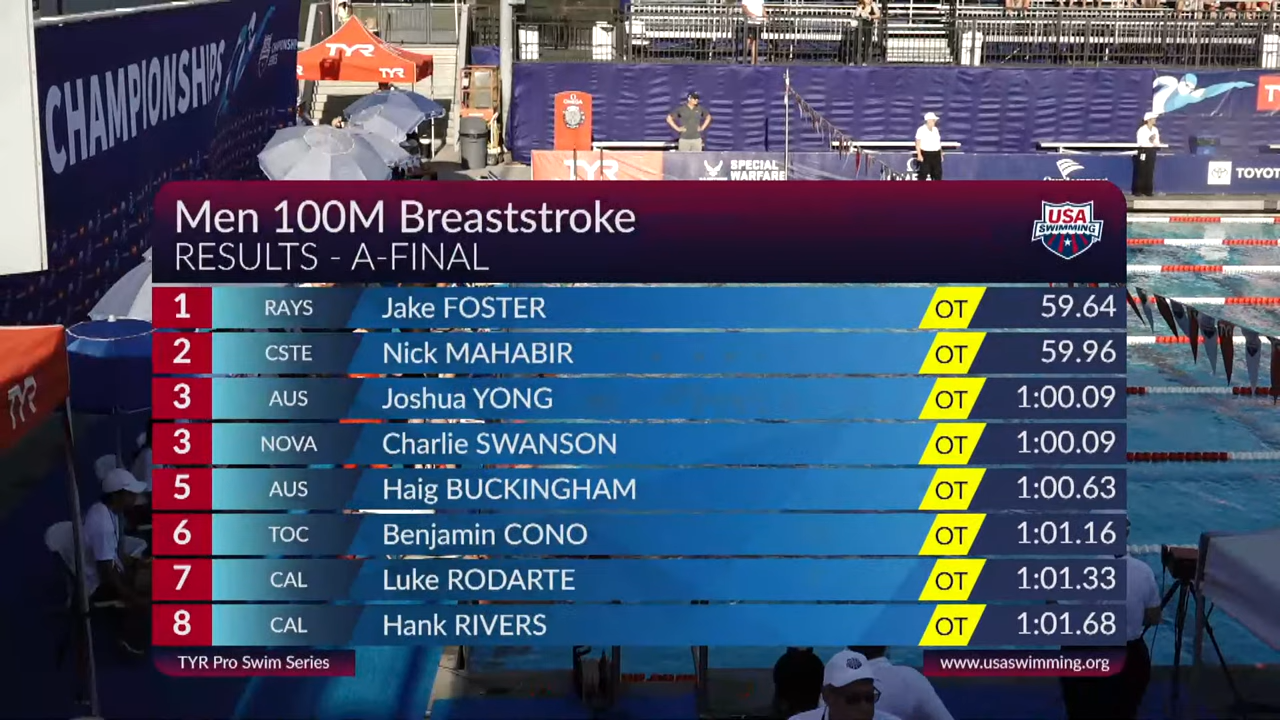 CHAMPIONSHIPS
TYR
TYR
OMEGA
TYR
SPECIAL
WARFARE
TOYOT
Men 100M Breaststroke
RESULTS - A-FINAL
USA
SWIMMING
1 RAYS Jake FOSTER OT 59.64
2 CSTE Nick MAHABIR OT 59.96
3 AUS Joshua YONG OT 1:00.09
3 NOVA Charlie SWANSON OT 1:00.09
5 AUS Haig BUCKINGHAM OT 1:00.63
6 TOC Benjamin CONO OT 1:01.16
7 CAL Luke RODARTE OT 1:01.33
8 CAL Hank RIVERS OT 1:01.68
TYR
TYR Pro Swim Series
www.usaswimming.org